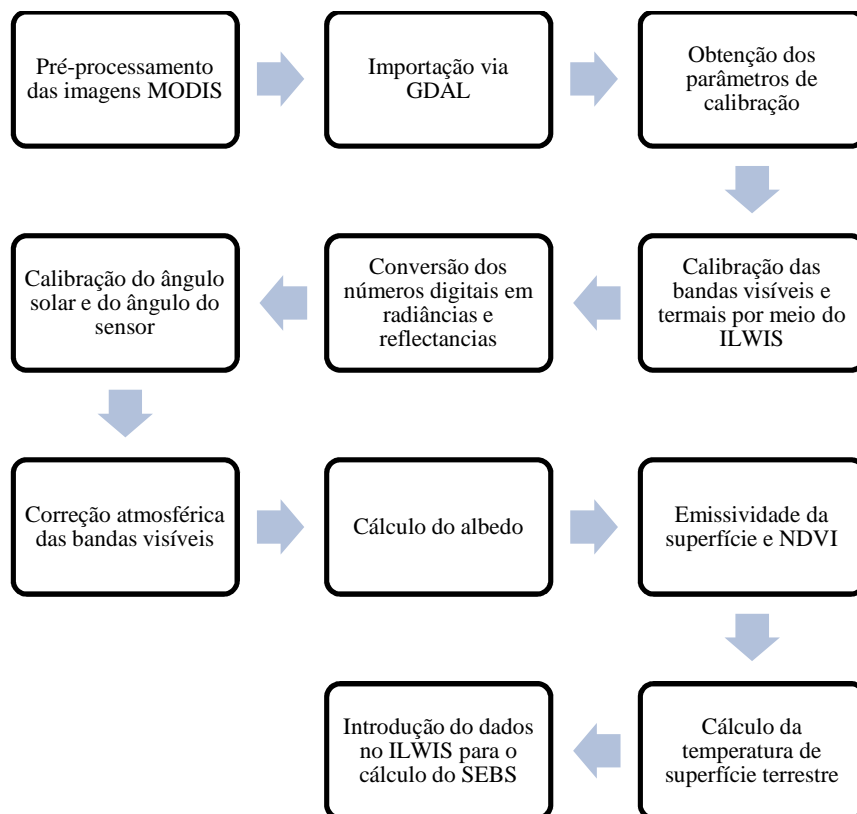 Pré-processamento
das imagens MODIS
Importação via
GDAL
Obtenção dos
parâmetros de
calibração
Calibração das
bandas visíveis e
termais por meio do
ILWIS
Conversão dos
números digitais em
radiâncias e
reflectancias
Calibração do ângulo
solar e do ângulo do
sensor
Correção atmosférica
das bandas visíveis
Cálculo do albedo
Emissividade da
superfície e NDVI
Cálculo da
temperatura de
superfície terrestre
Introdução do dados
no ILWIS para o
cálculo do SEBS